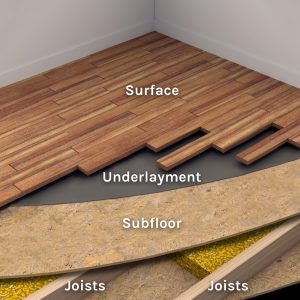 Surface
Underlayment
Subfloor
Joists Joists